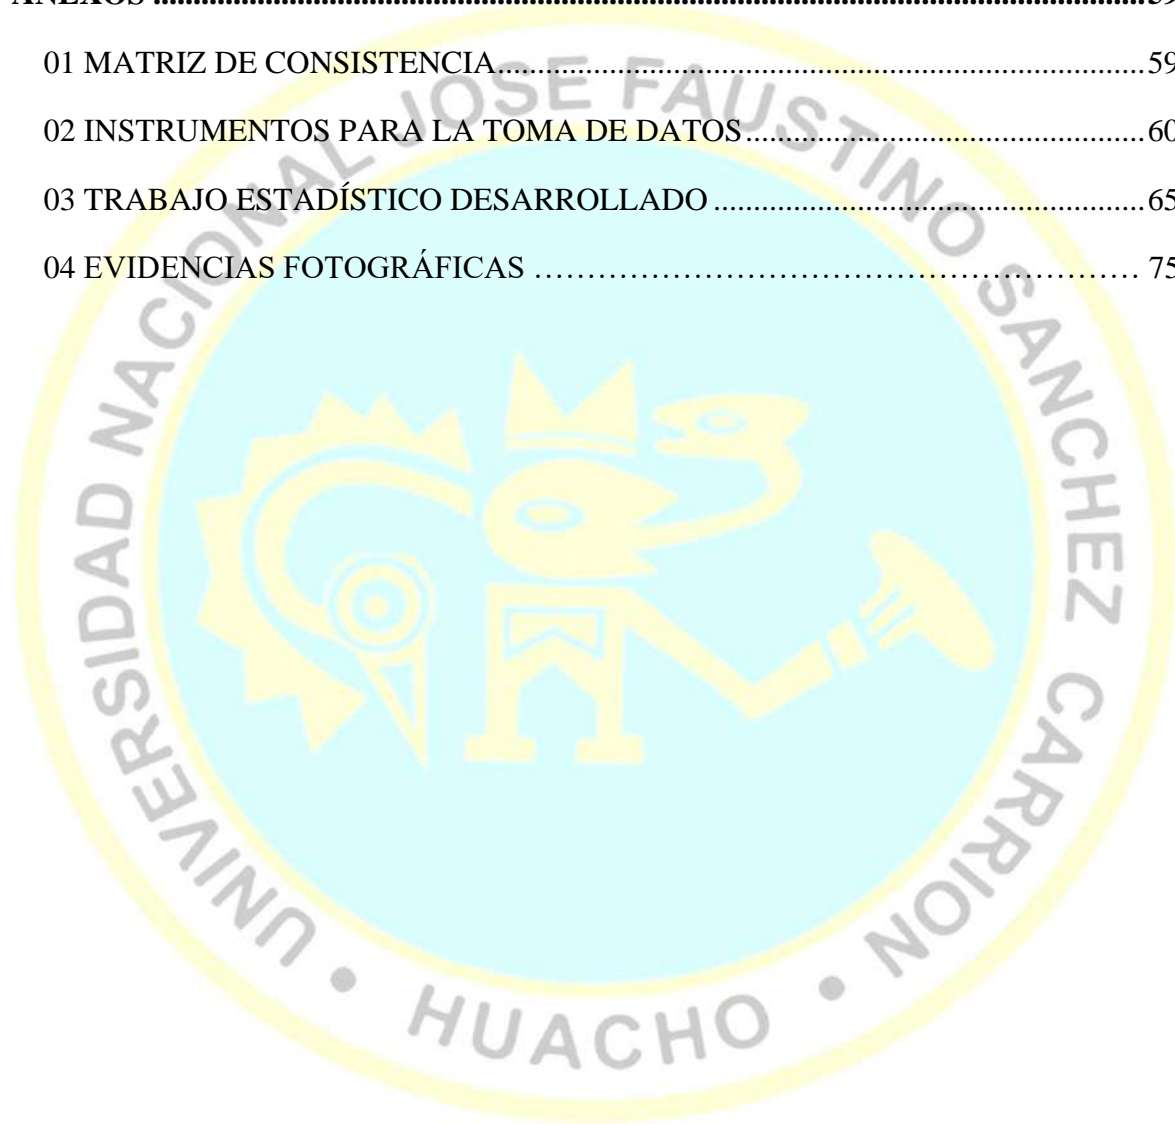 ANEXOS ........................................................................................................................59
01 MATRIZ DE CONSISTENCIA..................................................................................59
02 INSTRUMENTOS PARA LA TOMA DE DATOS...................................................60
03 TRABAJO ESTADÍSTICO DESARROLLADO.......................................................65
04 EVIDENCIAS FOTOGRÁFICAS ……………………………………………… 75
UNIVERSIDAD NACIONAL JOSE FAUSTINO SANCHEZ CARRION • HUACHO •